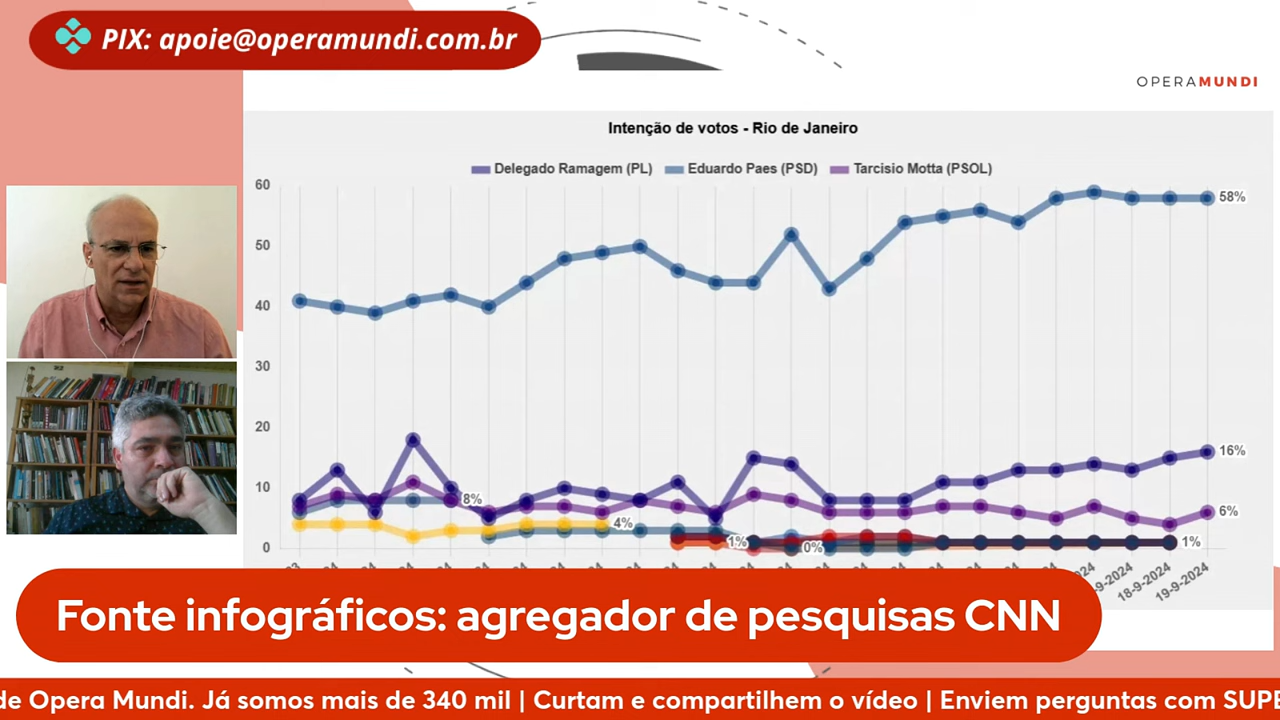 PIX: apoie@operamundi.com.br
OPERAMUNDI
Intenção de votos - Rio de Janeiro
Delegado Ramagem (PL) Eduardo Paes (PSD) Tarcisio Motta (PSOL)
60
58%
50
40
30
20
16%
10
8%
6%
4%
1%
0%
1%
0
18-9-2024
19-9-2024
Fonte infográficos: agregador de pesquisas CNN
de Opera Mundi. Já somos mais de 340 mil | Curtam e compartilhem o vídeo | Enviem perguntas com SUPE